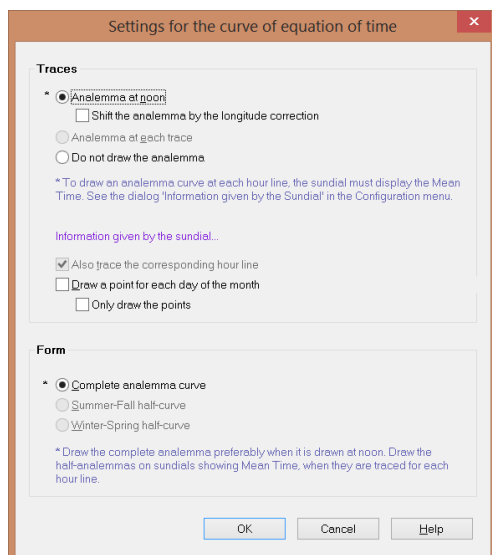 Settings for the curve of equation of time
x
Traces
* Analemma at noon
Shift the analemma by the longitude correction
Analemma at each trace
Do not draw the analemma
* To draw an analemma curve at each hour line, the sundial must display the Mean
Time. See the dialog 'Information given by the Sundial' in the Configuration menu.
Information given by the sundial...
Also trace the corresponding hour line
Draw a point for each day of the month
Only draw the points
Form
* Complete analemma curve
Summer-Fall half-curve
Winter-Spring half-curve
* Draw the complete analemma preferably when it is drawn at noon. Draw the
half-analemmas on sundials showing Mean Time, when they are traced for each
hour line.
OK Cancel Help